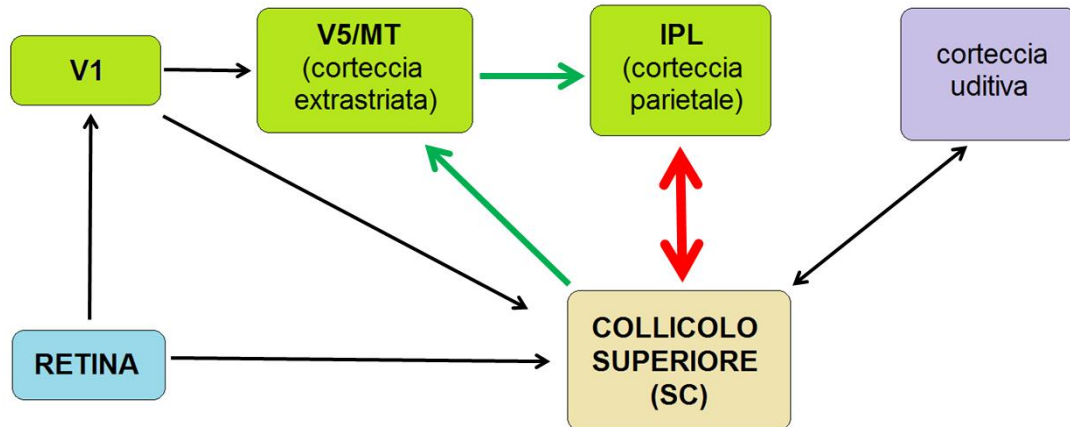 V1
V5/MT
(corteccia
extrastriata)
IPL
(corteccia
parietale)
corteccia
uditiva
RETINA
COLLICOLO
SUPERIORE
(SC)